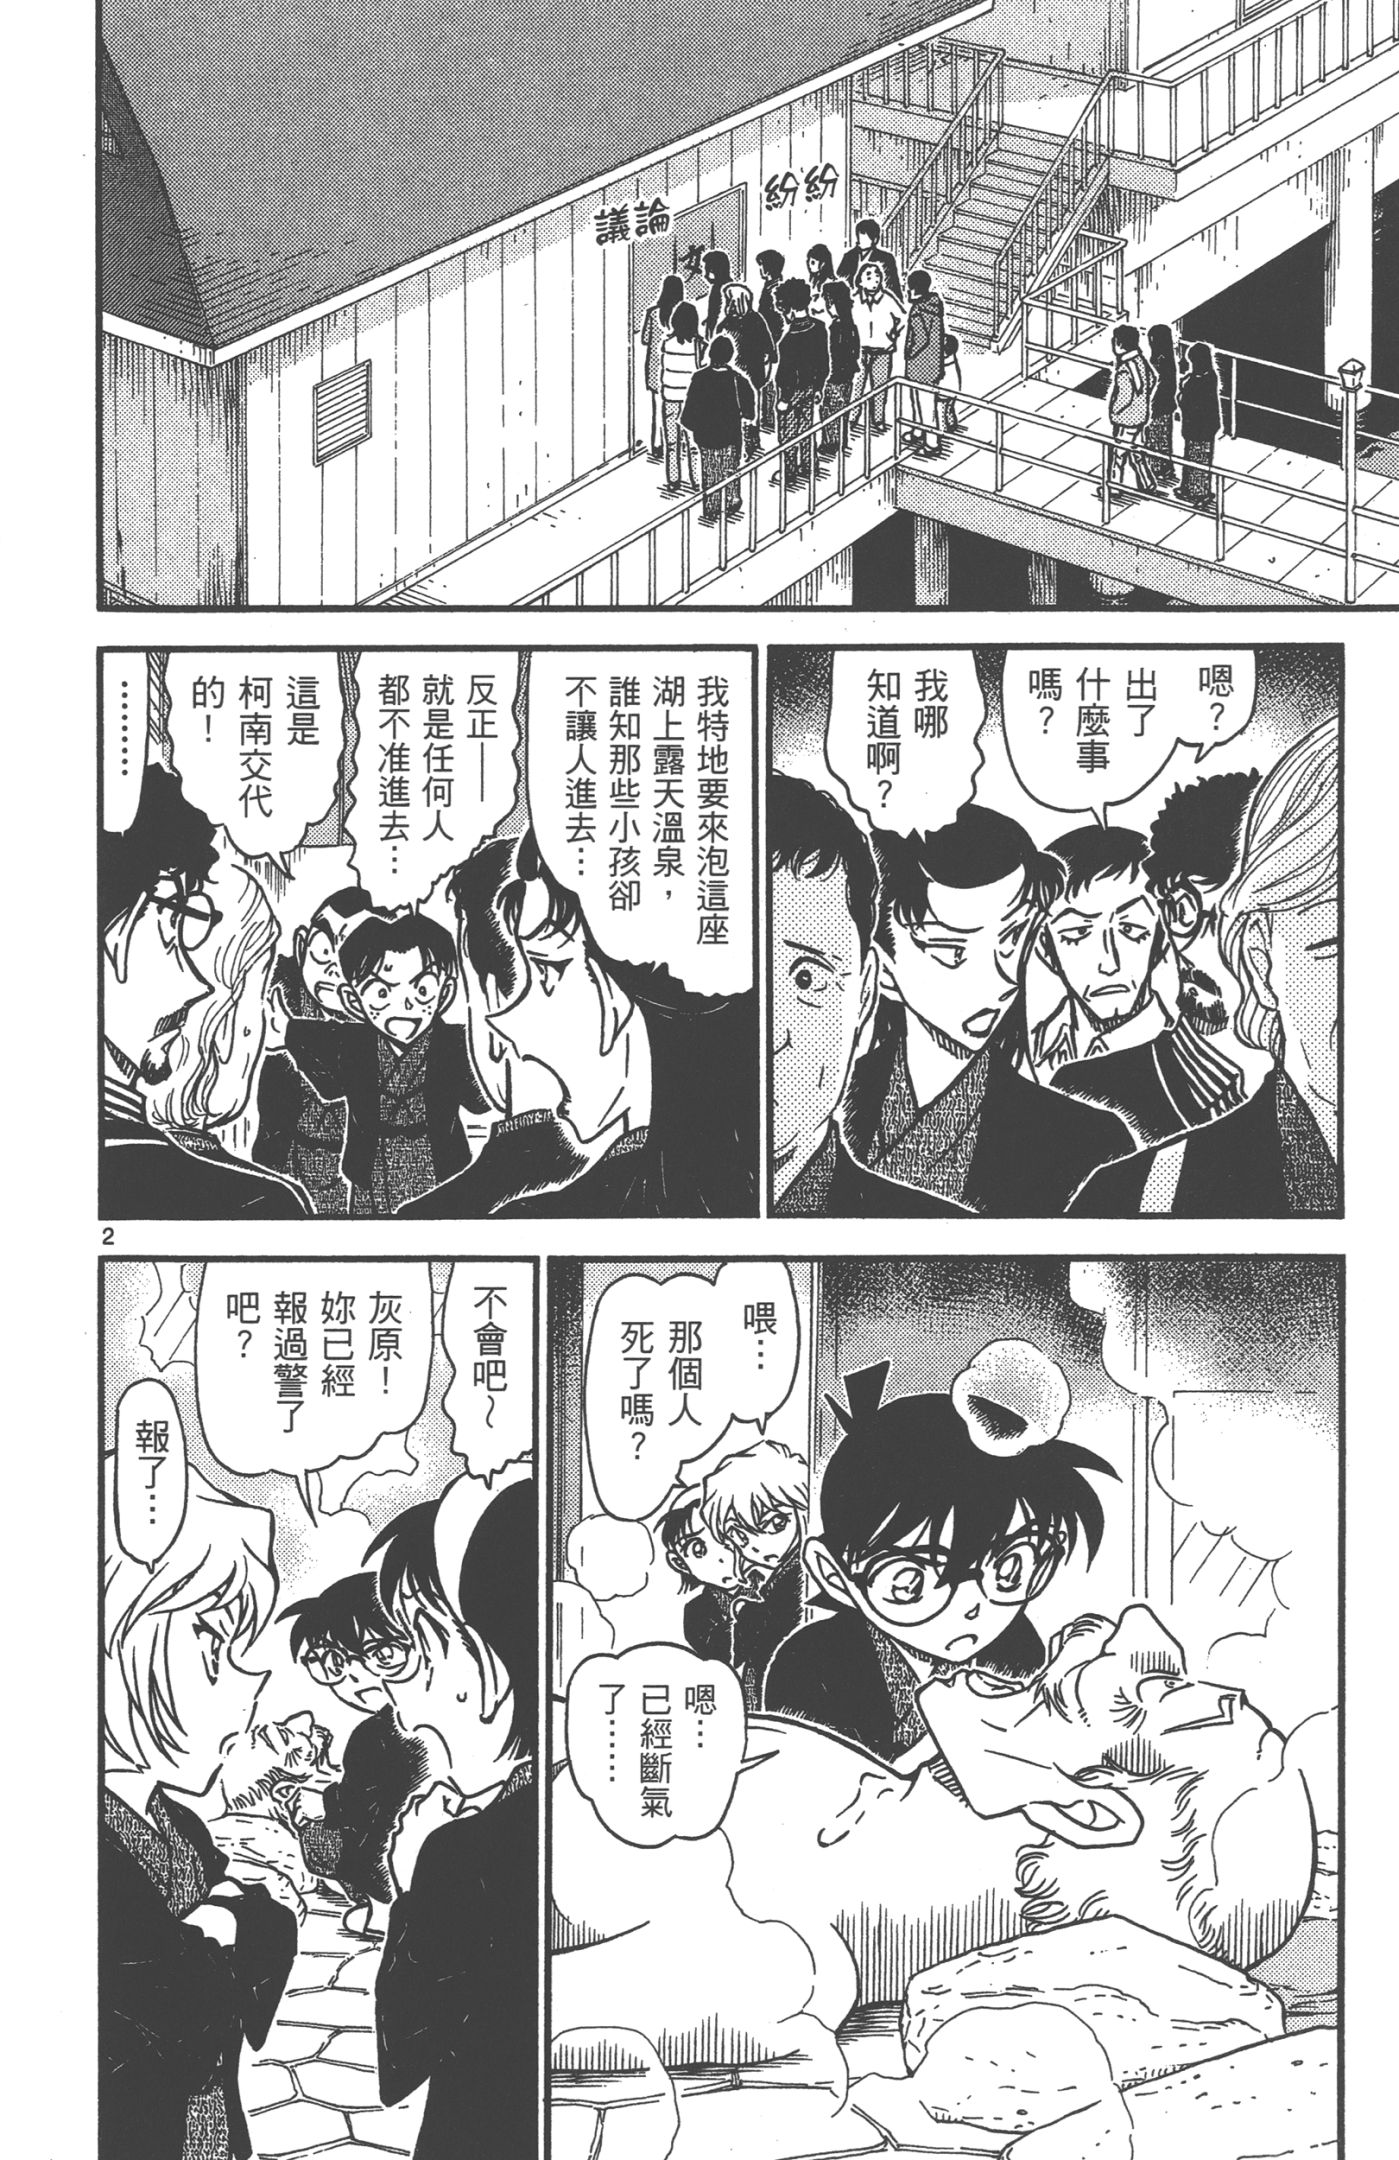 議論
紛紛
女
嗯？
出了
什麼事
嗎？
我哪
知道啊？
我特地要來泡這座
湖上露天溫泉，
誰知那些小孩卻
不讓人進去…
反正——
就是任何人
都不准進去…
這是
柯南交代
的！
………
2
喂…
那個人
死了嗎？
嗯…
已經斷氣
了……
不會吧～
灰原！
妳已經
報過警了
吧？
報了…